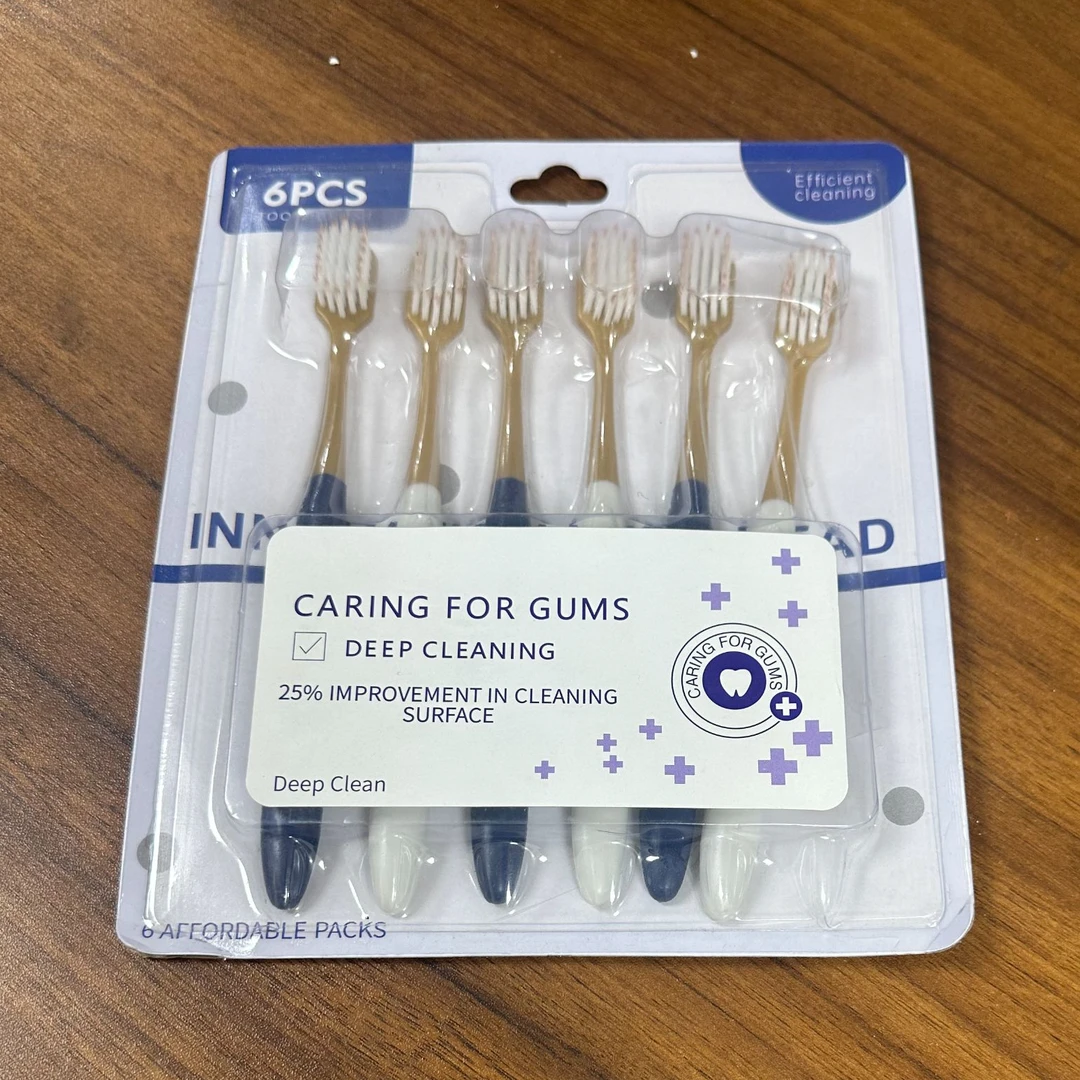 6PCS
Efficient
cleaning
CARING FOR GUMS
DEEP CLEANING
25% IMPROVEMENT IN CLEANING
SURFACE
CARING FOR GUMS
Deep Clean
6 AFFORDABLE PACKS